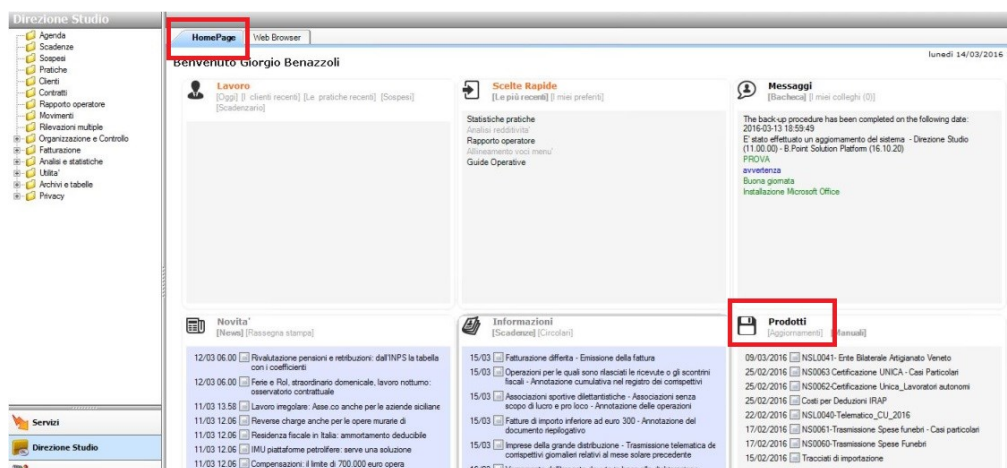 Direzione Studio
Agenda
Scadenze
Sospesi
Pratiche
Clienti
Contratti
Rapporto operatore
Movimenti
Rilevazioni multiple
Organizzazione e Controllo
Fatturazione
Analisi e statistiche
Utilita'
Archivi e tabelle
Privacy
Servizi
Direzione Studio
HomePage Web Browser
Benvenuto Giorgio Benazzoli
lunedì 14/03/2016
Lavoro
[Oggi] [I clienti recenti] [Le pratiche recenti] [Sospesi]
[Scadenzario]
Scelte Rapide
[Le più recenti] [I miei preferiti]
Statistiche pratiche
Analisi redditivita'
Rapporto operatore
Allineamento voci menu'
Guide Operative
Messaggi
[Bacheca] [I miei colleghi (0)]
The back-up procedure has been completed on the following date:
2016-03-13 18:59:49
E' stato effettuato un aggiornamento del sistema - Direzione Studio
(11.00.00) - B.Point Solution Platform (16.10.20)
PROVA
avvertenza
Buona giornata
Installazione Microsoft Office
Novita'
[News] [Rassegna stampa]
12/03 06.00 Rivalutazione pensioni e retribuzioni: dall'INPS la tabella
con i coefficienti
12/03 06.00 Ferie e Rol, straordinario domenicale, lavoro notturno:
osservatorio contrattuale
11/03 13.58 Lavoro irregolare: Asse.co anche per le aziende siciliane
11/03 12.06 Reverse charge anche per le opere murarie di
11/03 12.06 Residenza fiscale in Italia: ammortamento deducibile
11/03 12.06 IMU piattaforme petrolifere: serve una soluzione
11/03 12.06 Compensazioni: il limite di 700.000 euro opera
Informazioni
[Scadenze] [Circolari]
15/03 Fatturazione differita - Emissione della fattura
15/03 Operazioni per le quali sono rilasciati le ricevute o gli scontrini
fiscali - Annotazione cumulativa nel registro dei corrispettivi
15/03 Associazioni sportive dilettantistiche - Associazioni senza
scopo di lucro e pro loco - Annotazione delle operazioni
15/03 Fatture di importo inferiore ad euro 300 - Annotazione del
documento riepilogativo
15/03 Imprese della grande distribuzione - Trasmissione telematica dei
corrispettivi giornalieri relativi al mese solare precedente
Prodotti
[Aggiornamenti] [Manuali]
09/03/2016 NSL0041- Ente Bilaterale Artigianato Veneto
25/02/2016 NS0063 Certificazione UNICA - Casi Particolari
25/02/2016 NS0062-Certificazione Unica_Lavoratori autonomi
25/02/2016 Costi per Deduzioni IRAP
22/02/2016 NSL0040-Telematico_CU_2016
17/02/2016 NS0061-Trasmissione Spese funebri - Casi particolari
17/02/2016 NS0060-Trasmissione Spese Funebri
15/02/2016 Tracciati di importazione